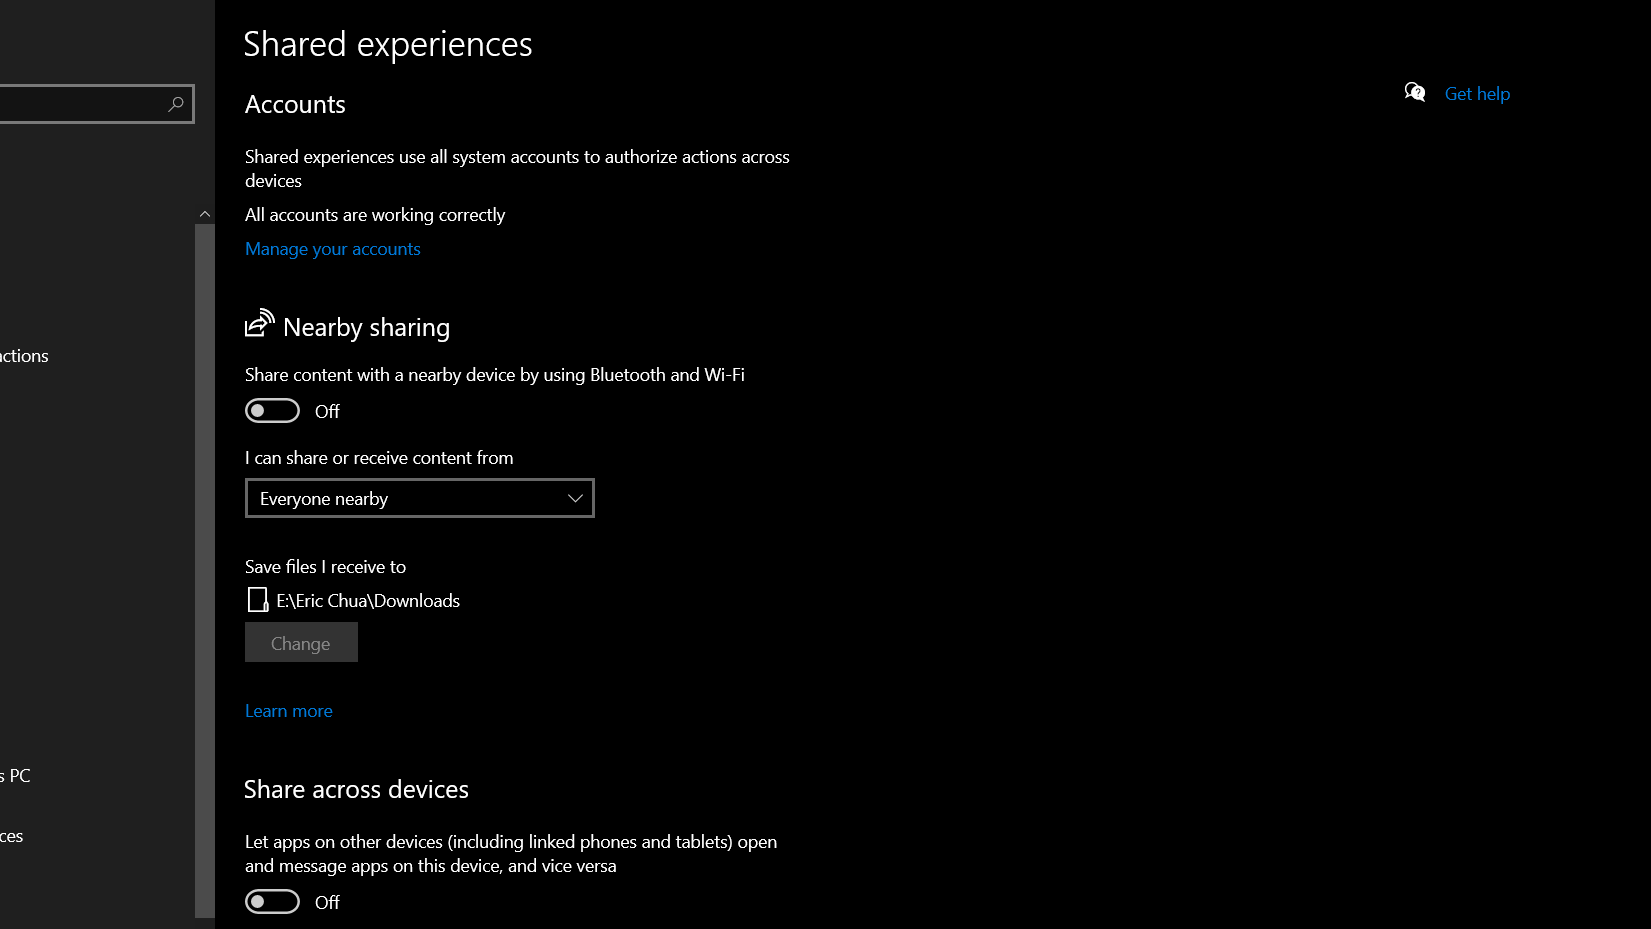 Shared experiences
Accounts
Get help
Shared experiences use all system accounts to authorize actions across
devices
All accounts are working correctly
Manage your accounts
Nearby sharing
ctions
Share content with a nearby device by using Bluetooth and Wi-Fi
Off
I can share or receive content from
Everyone nearby
Save files I receive to
E:\Eric Chua\Downloads
Change
Learn more
s PC
Share across devices
ces
Let apps on other devices (including linked phones and tablets) open
and message apps on this device, and vice versa
Off